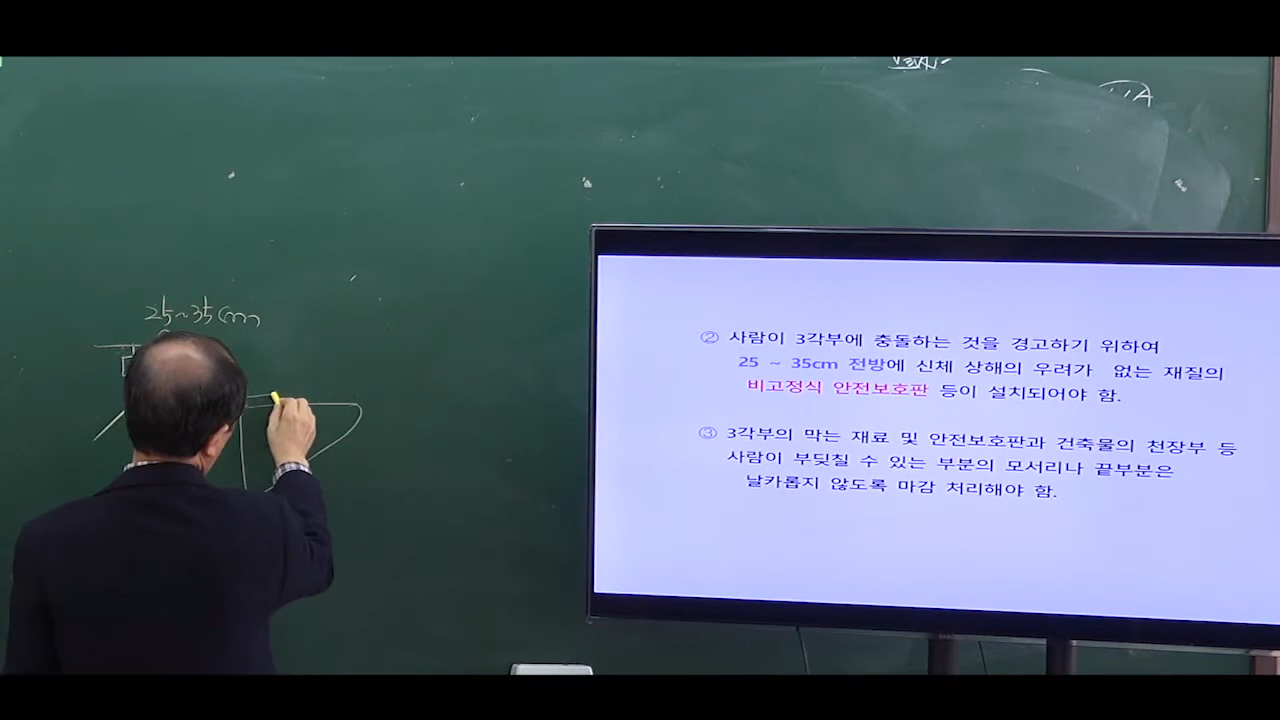 25~35cm
② 사람이 3각부에 충돌하는 것을 경고하기 위하여
25 ~ 35cm 전방에 신체 상해의 우려가 없는 재질의
비고정식 안전보호판 등이 설치되어야 함.
③ 3각부의 막는 재료 및 안전보호판과 건축물의 천장부 등
사람이 부딪칠 수 있는 부분의 모서리나 끝부분은
날카롭지 않도록 마감 처리해야 함.